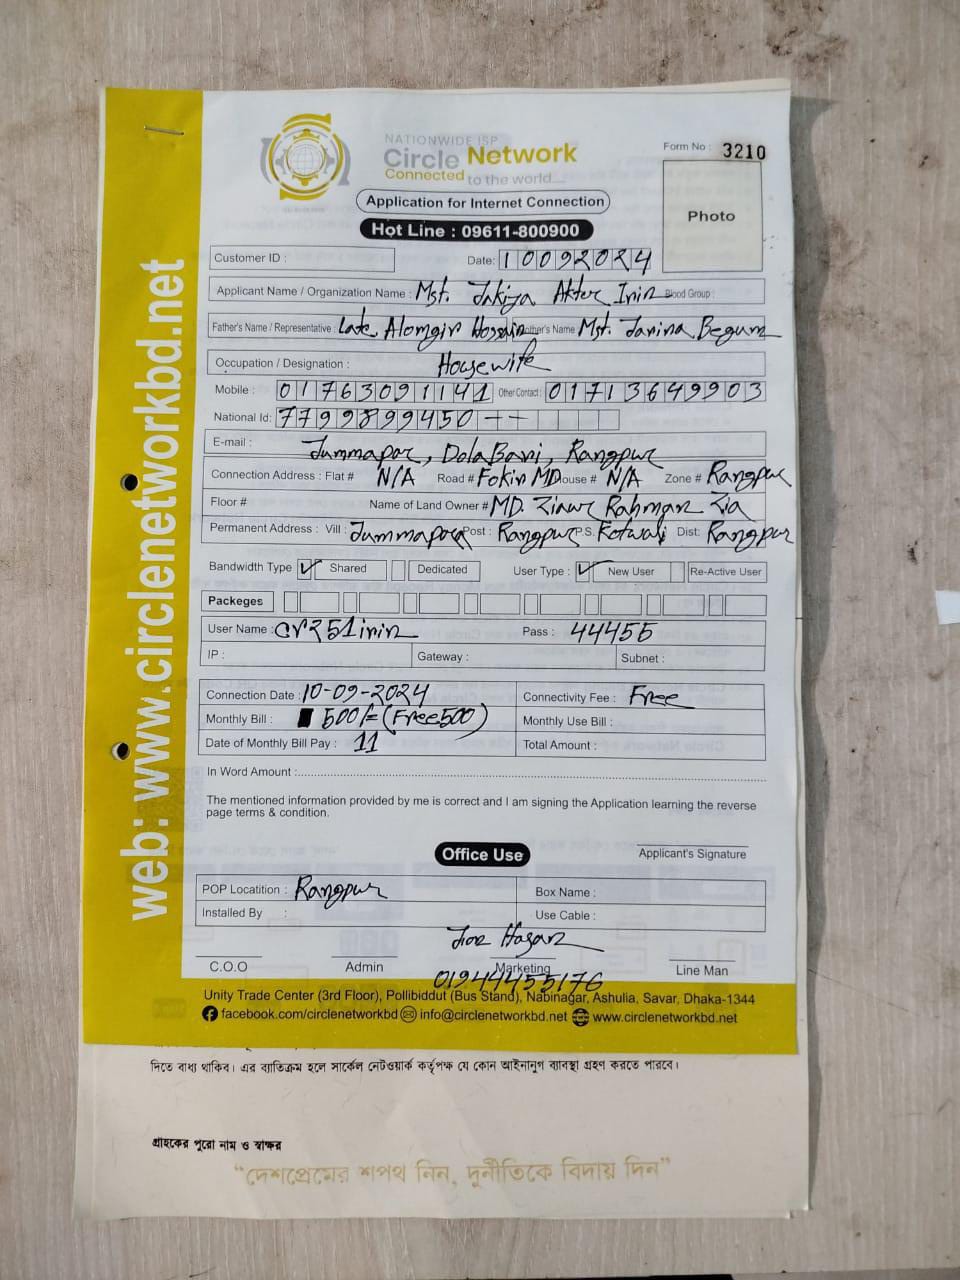 NATIONWIDE ISP
Circle Network
Connected to the world....
Form No : 3210
Application for Internet Connection
Photo
Hot Line : 09611-800900
Customer ID :
Date: 10092024
Applicant Name / Organization Name : Mst. Jakiya Akter Irin Blood Group :
Father's Name / Representative : Late. Alomgir Hossain Mother's Name Mst. Janina Begum
Occupation / Designation : Housewife
Mobile : 01763091141 Other Contact : 01713649903
National Id: 7799899450--
E-mail :
Jummapar, DolaBari, Rangpur
Connection Address : Flat # N/A Road # Fokir MD House # N/A Zone # Rangpur
Floor # Name of Land Owner # MD. Ziaur Rahman Zia
Permanent Address : Vill : Jummapara Post : Rangpur P.S. Kotwali Dist: Rangpur
Bandwidth Type ✓ Shared Dedicated User Type : ✓ New User Re-Active User
Packeges
User Name : cr251irin Pass : 44455
IP : Gateway : Subnet :
Connection Date : 10-09-2024 Connectivity Fee : Free
Monthly Bill : 500/= (Free500) Monthly Use Bill :
Date of Monthly Bill Pay : 11 Total Amount :
In Word Amount :
The mentioned information provided by me is correct and I am signing the Application learning the reverse
page terms & condition.
Office Use
Applicant's Signature
POP Locatition : Rangpur Box Name :
Installed By : Use Cable :
Hasan
C.O.O Admin Marketing Line Man
01944455176
Unity Trade Center (3rd Floor), Pollibiddut (Bus Stand), Nabinagar, Ashulia, Savar, Dhaka-1344
facebook.com/circlenetworkbd info@circlenetworkbd.net www.circlenetworkbd.net
web: www.circlenetworkbd.net
দিতে বাধ্য থাকিব। এর ব্যতিক্রম হলে সার্কেল নেটওয়ার্ক কর্তৃপক্ষ যে কোন আইনানুগ ব্যাবস্থা গ্রহণ করতে পারবে।
গ্রাহকের পুরো নাম ও স্বাক্ষর
“দেশপ্রেমের শপথ নিন, দুর্নীতিকে বিদায় দিন”